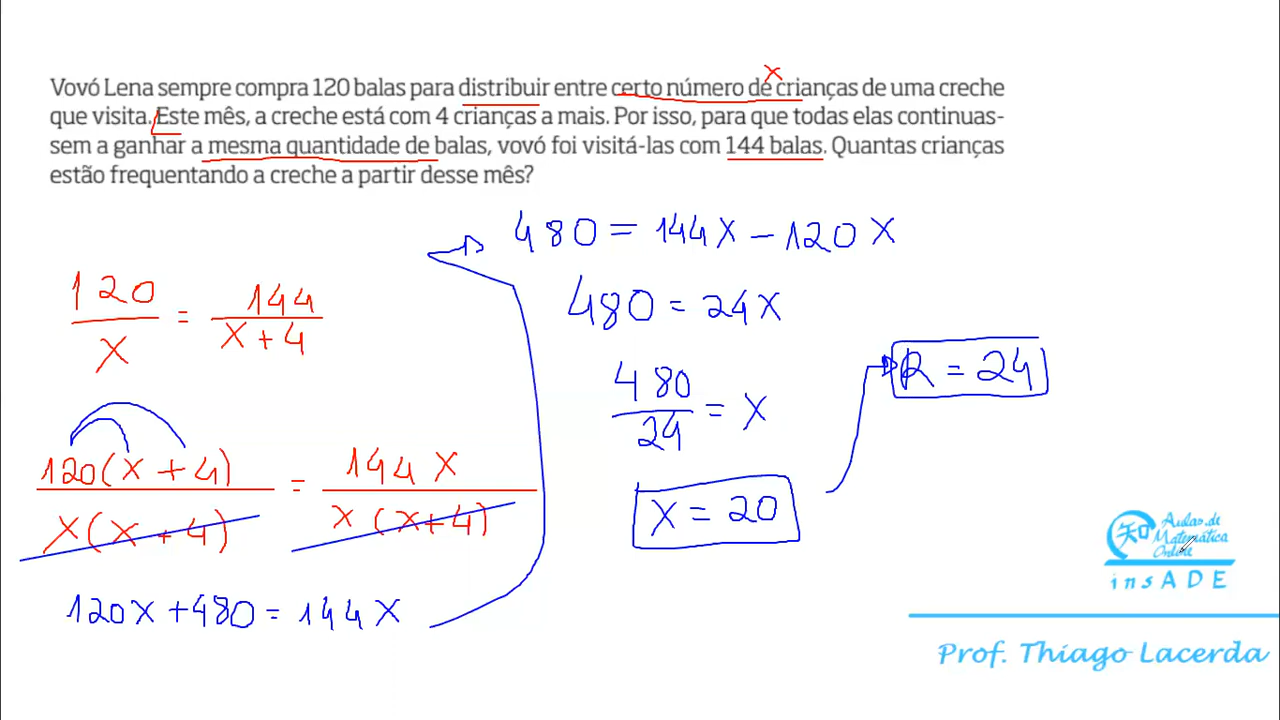 x
Vovó Lena sempre compra 120 balas para distribuir entre certo número de crianças de uma creche
que visita. Este mês, a creche está com 4 crianças a mais. Por isso, para que todas elas continuas-
sem a ganhar a mesma quantidade de balas, vovó foi visitá-las com 144 balas. Quantas crianças
estão frequentando a creche a partir desse mês?
120/x = 144/(x+4)
120(x+4)/x(x+4) = 144x/x(x+4)
120x+480=144x
480=144x-120x
480=24x
480/24=x
x=20
R=24
知
Aulas de
Matemática
Online
insADE
Prof. Thiago Lacerda